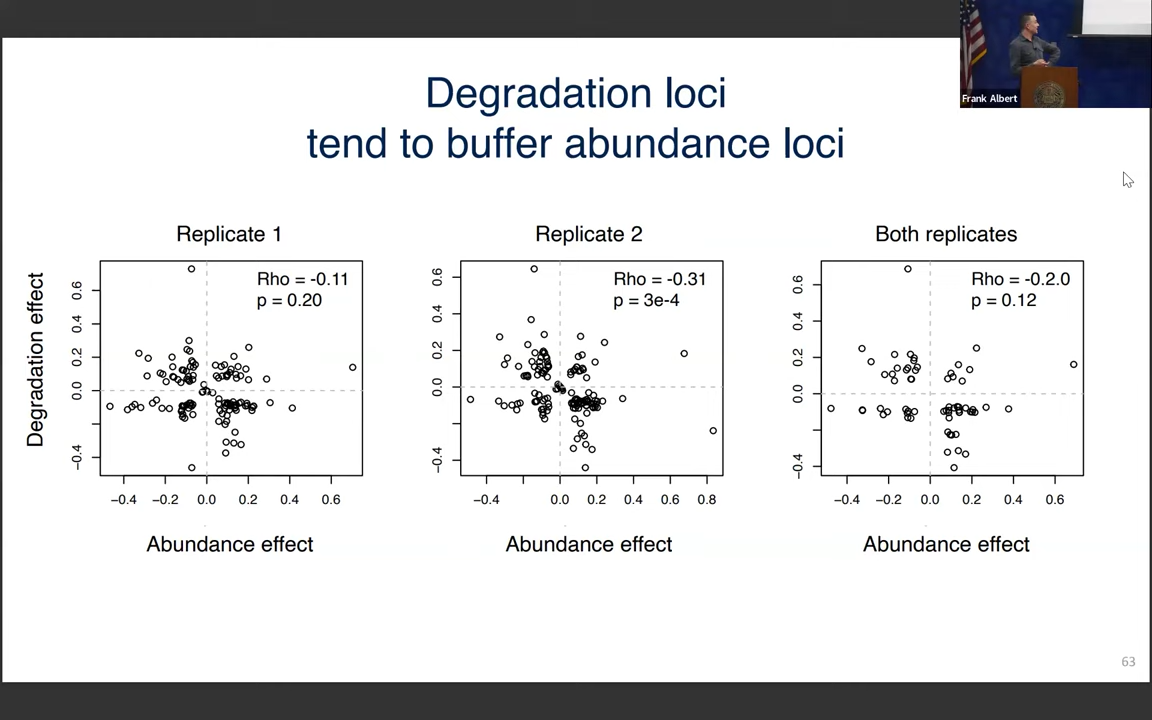 Frank Albert
Degradation loci
tend to buffer abundance loci
Replicate 1
Replicate 2
Both replicates
Degradation effect
0.6
0.4
0.2
0.0
−0.4
Rho = -0.11
p = 0.20
−0.4
−0.2
0.0
0.2
0.4
0.6
Abundance effect
0.6
0.4
0.2
0.0
−0.4
Rho = -0.31
p = 3e-4
−0.4
0.0
0.2
0.4
0.6
0.8
Abundance effect
0.6
0.4
0.2
0.0
−0.4
Rho = -0.2.0
p = 0.12
−0.4
−0.2
0.0
0.2
0.4
0.6
Abundance effect
63